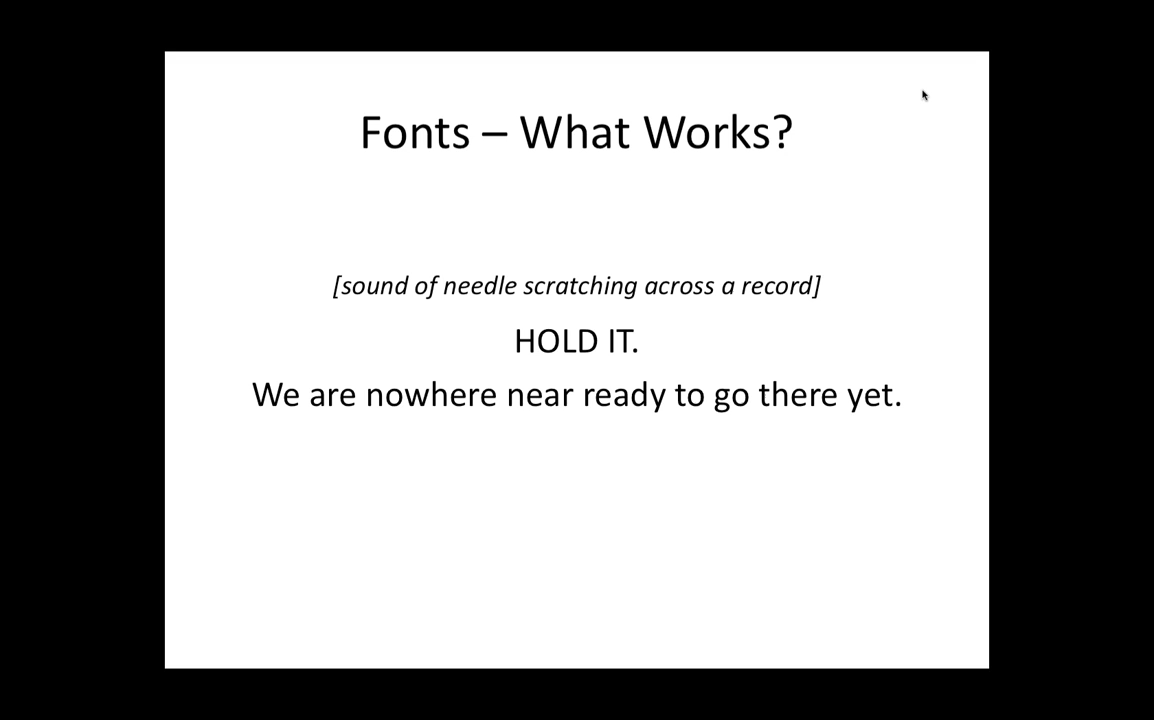 Fonts – What Works?
[sound of needle scratching across a record]
HOLD IT.
We are nowhere near ready to go there yet.